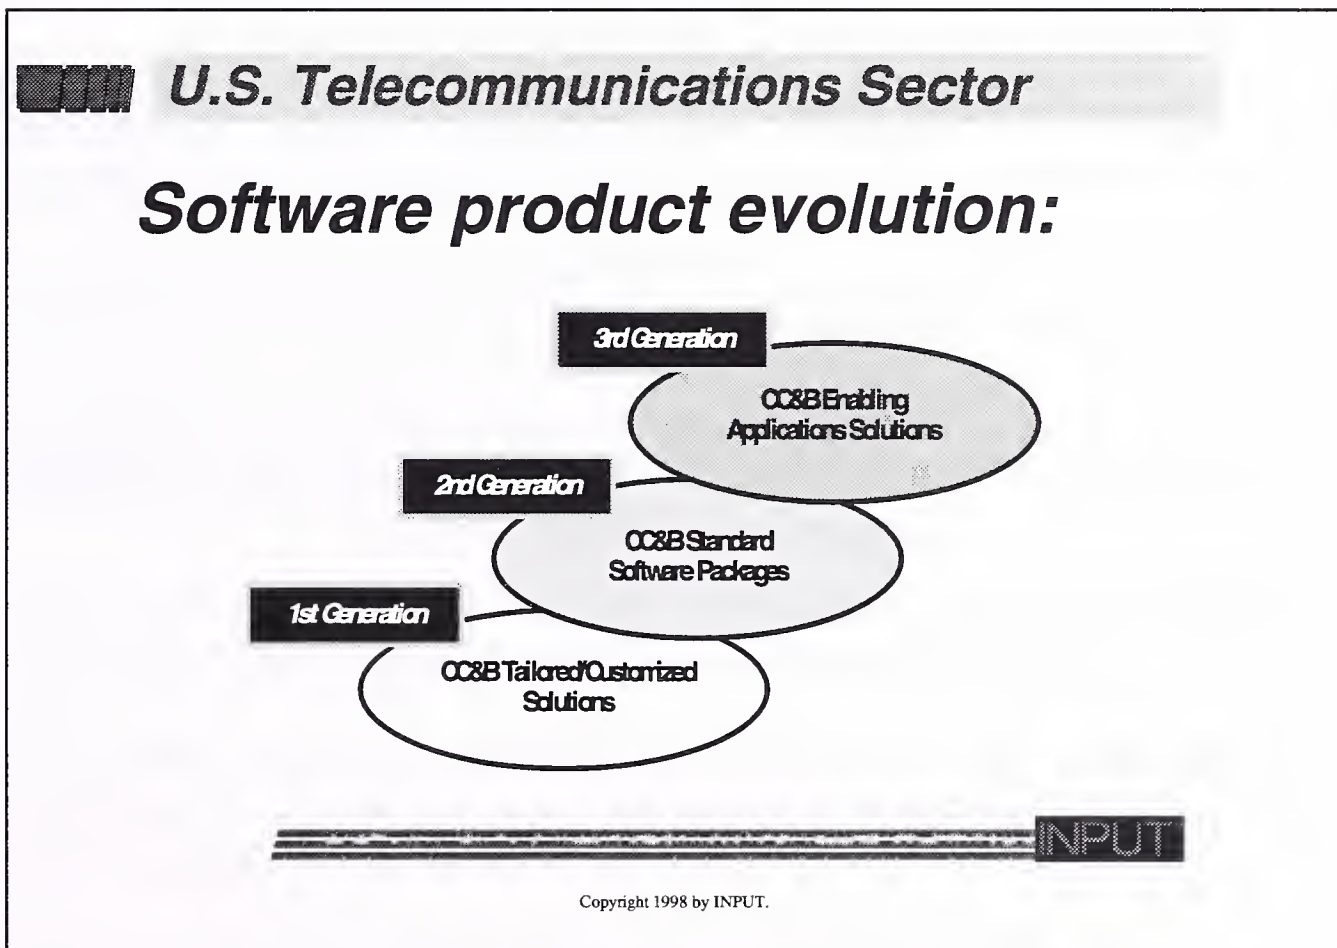 U.S. Telecommunications Sector
Software product evolution:
3rd Generation
CC&B Enabling
Applications Solutions
2nd Generation
CC&B Standard
Software Packages
1st Generation
CC&B Tailored/Customized
Solutions
INPUT
Copyright 1998 by INPUT.